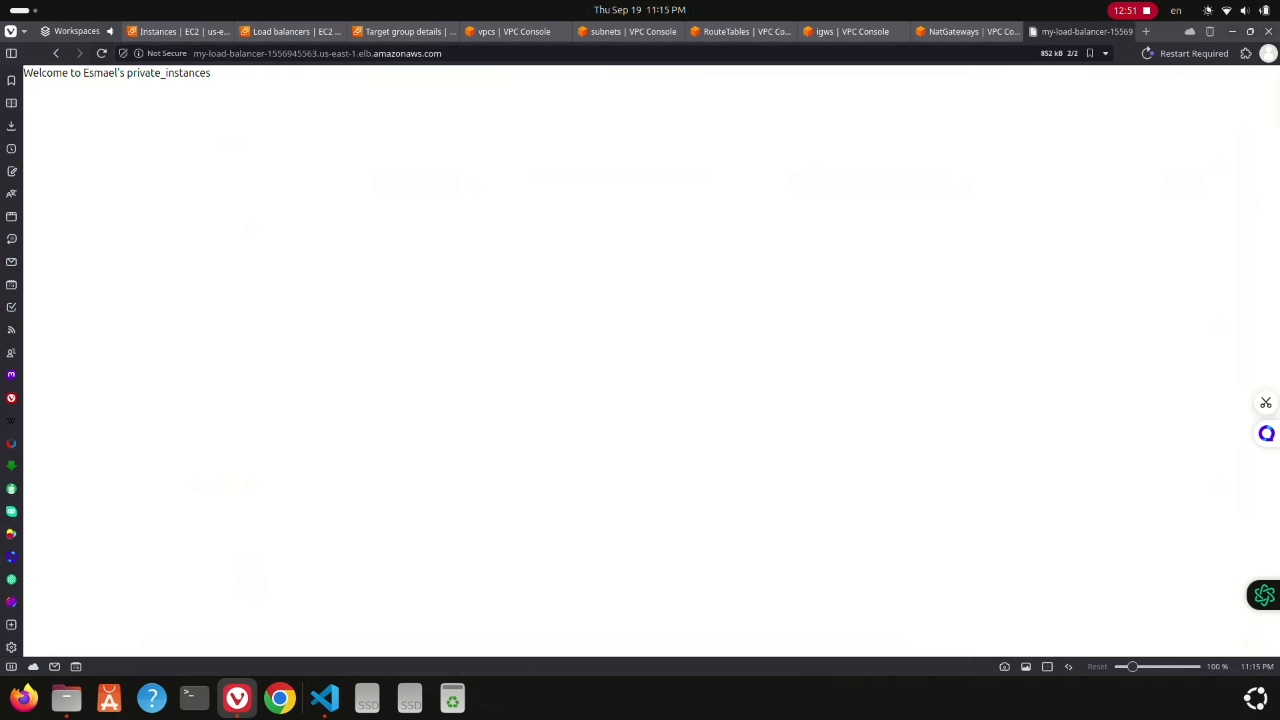 Thu Sep 19 11:15 PM
12:51
en
Workspaces
Instances | EC2 | us-e...
Load balancers | EC2 ...
Target group details | ...
vpcs | VPC Console
subnets | VPC Console
RouteTables | VPC Co...
igws | VPC Console
NatGateways | VPC Co...
my-load-balancer-15569
Not Secure
my-load-balancer-1556945563.us-east-1.elb.amazonaws.com
852 kB 2/2
Restart Required
Welcome to Esmael's private_instances
Reset
100 %
11:15 PM
SSD
SSD